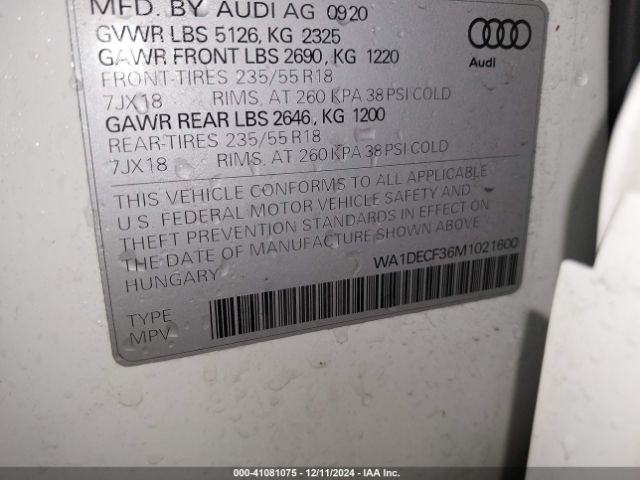 MFD. BY AUDI AG 0920
GVWR LBS 5126, KG 2325
GAWR FRONT LBS 2690, KG 1220
FRONT-TIRES 235/55 R18
7JX18 RIMS, AT 260 KPA 38 PSI COLD
GAWR REAR LBS 2646, KG 1200
REAR-TIRES 235/55 R18
7JX18 RIMS, AT 260 KPA 38 PSI COLD
Audi
THIS VEHICLE CONFORMS TO ALL APPLICABLE
U.S. FEDERAL MOTOR VEHICLE SAFETY AND
THEFT PREVENTION STANDARDS IN EFFECT ON
THE DATE OF MANUFACTURE SHOWN ABOVE.
HUNGARY
WA1DECF36M1021600
TYPE
MPV
000-41081075 - 12/11/2024 - IAA Inc.